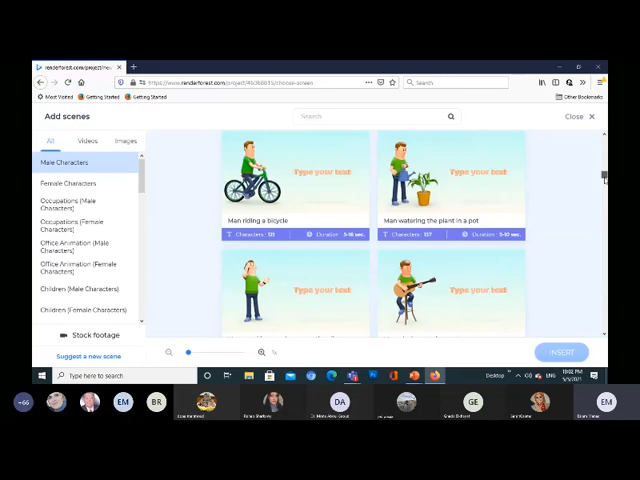 renderforest.com/project/nev
https://www.renderforest.com/project/46368015/choose-screen
Search
Most Visited
Getting Started
Getting Started
Other Bookmarks
Add scenes
Search
Close
All
Videos
Images
Male Characters
Female Characters
Occupations (Male Characters)
Occupations (Female Characters)
Office Animation (Male Characters)
Office Animation (Female Characters)
Children (Male Characters)
Children (Female Characters)
Stock footage
Suggest a new scene
Type your text
Man riding a bicycle
Duration: 5-16 sec.
Type your text
Man watering the plant in a pot
Characters: 137
Duration: 5-10 sec.
Type your text
Type your text
INSERT
Type here to search
Desktop
ENG
10:02 PM
5/5/2021
+66
EM
BR
DA
GE
EM